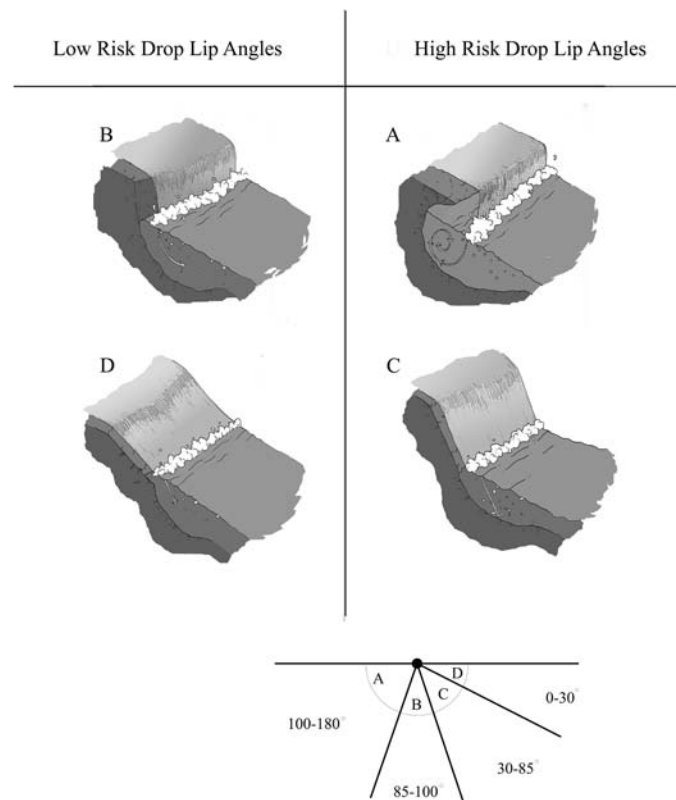 Low Risk Drop Lip Angles
High Risk Drop Lip Angles
B
A
D
C
A
B
C
D
0-30°
100-180°
30-85°
85-100°